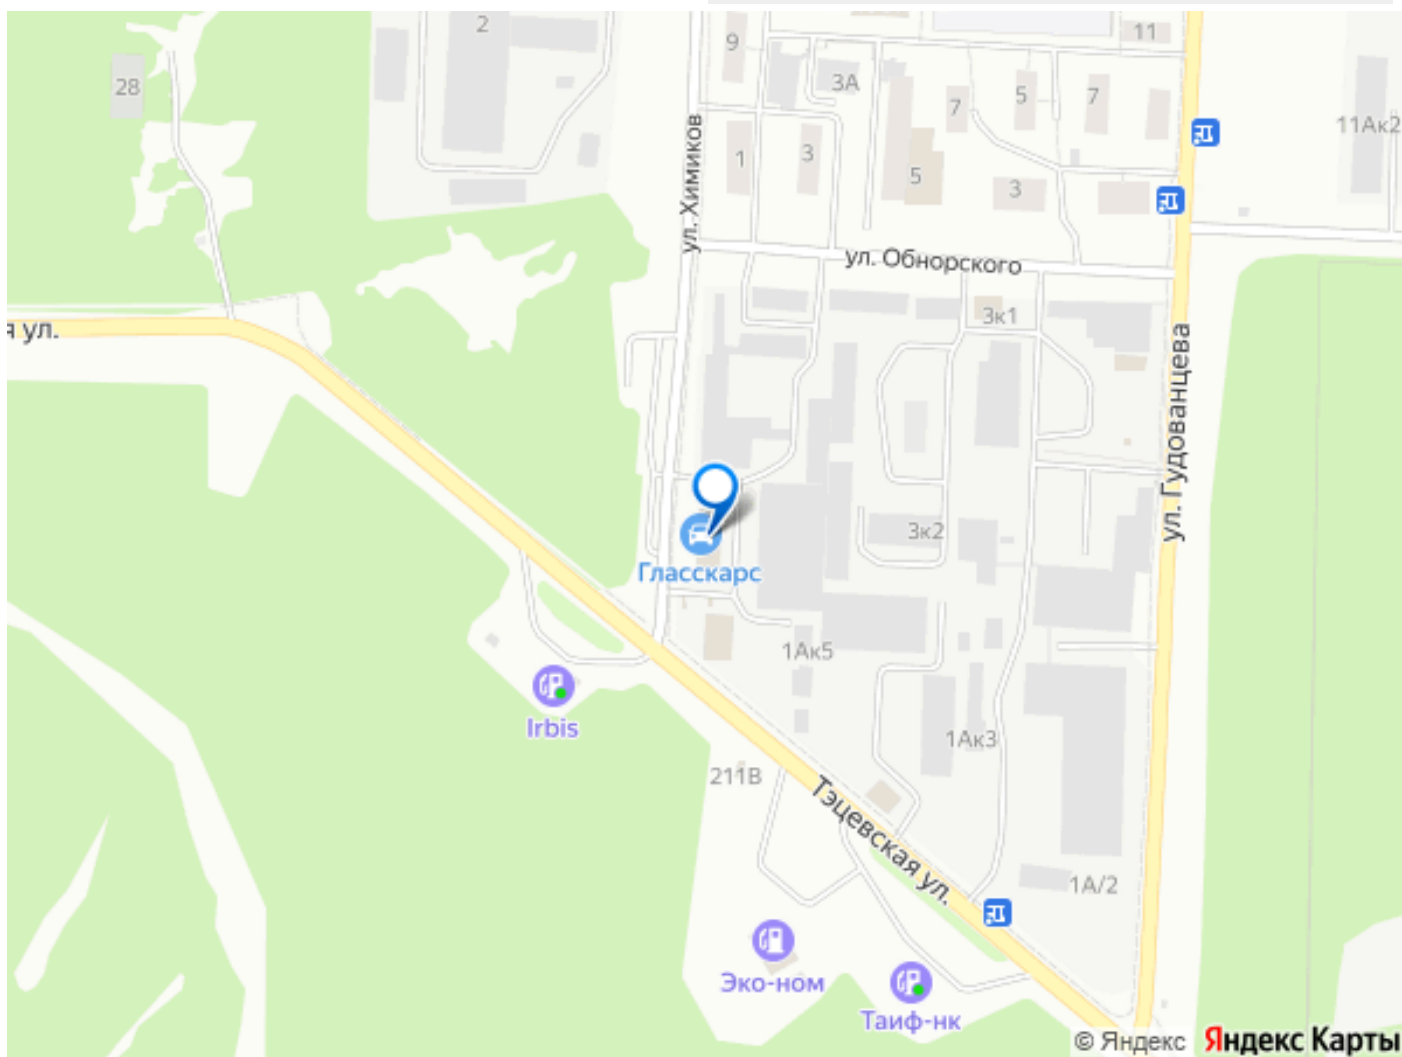 2
9
11
28
3А
7
5
7
11Ак2
ул. Химиков
1
3
5
3
ул. Обнорского
3к1
я ул.
ул. Гудованцева
3к2
Гласскарс
1Ак5
Irbis
1Ак3
211В
Тэцевская ул.
1А/2
Эко-ном
Таиф-нк
© Яндекс Яндекс Карты